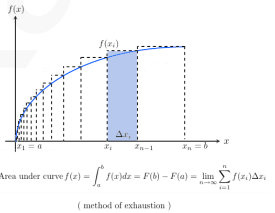 f(x)
f(x_i)
Δx_i
x_1 = a
x_i
x_{n-1}
x_n = b
x
Area under curve f(x) = ∫_a^b f(x)dx = F(b) − F(a) = lim_{n→∞} ∑_{i=1}^n f(x_i)Δx_i
( method of exhaustion )